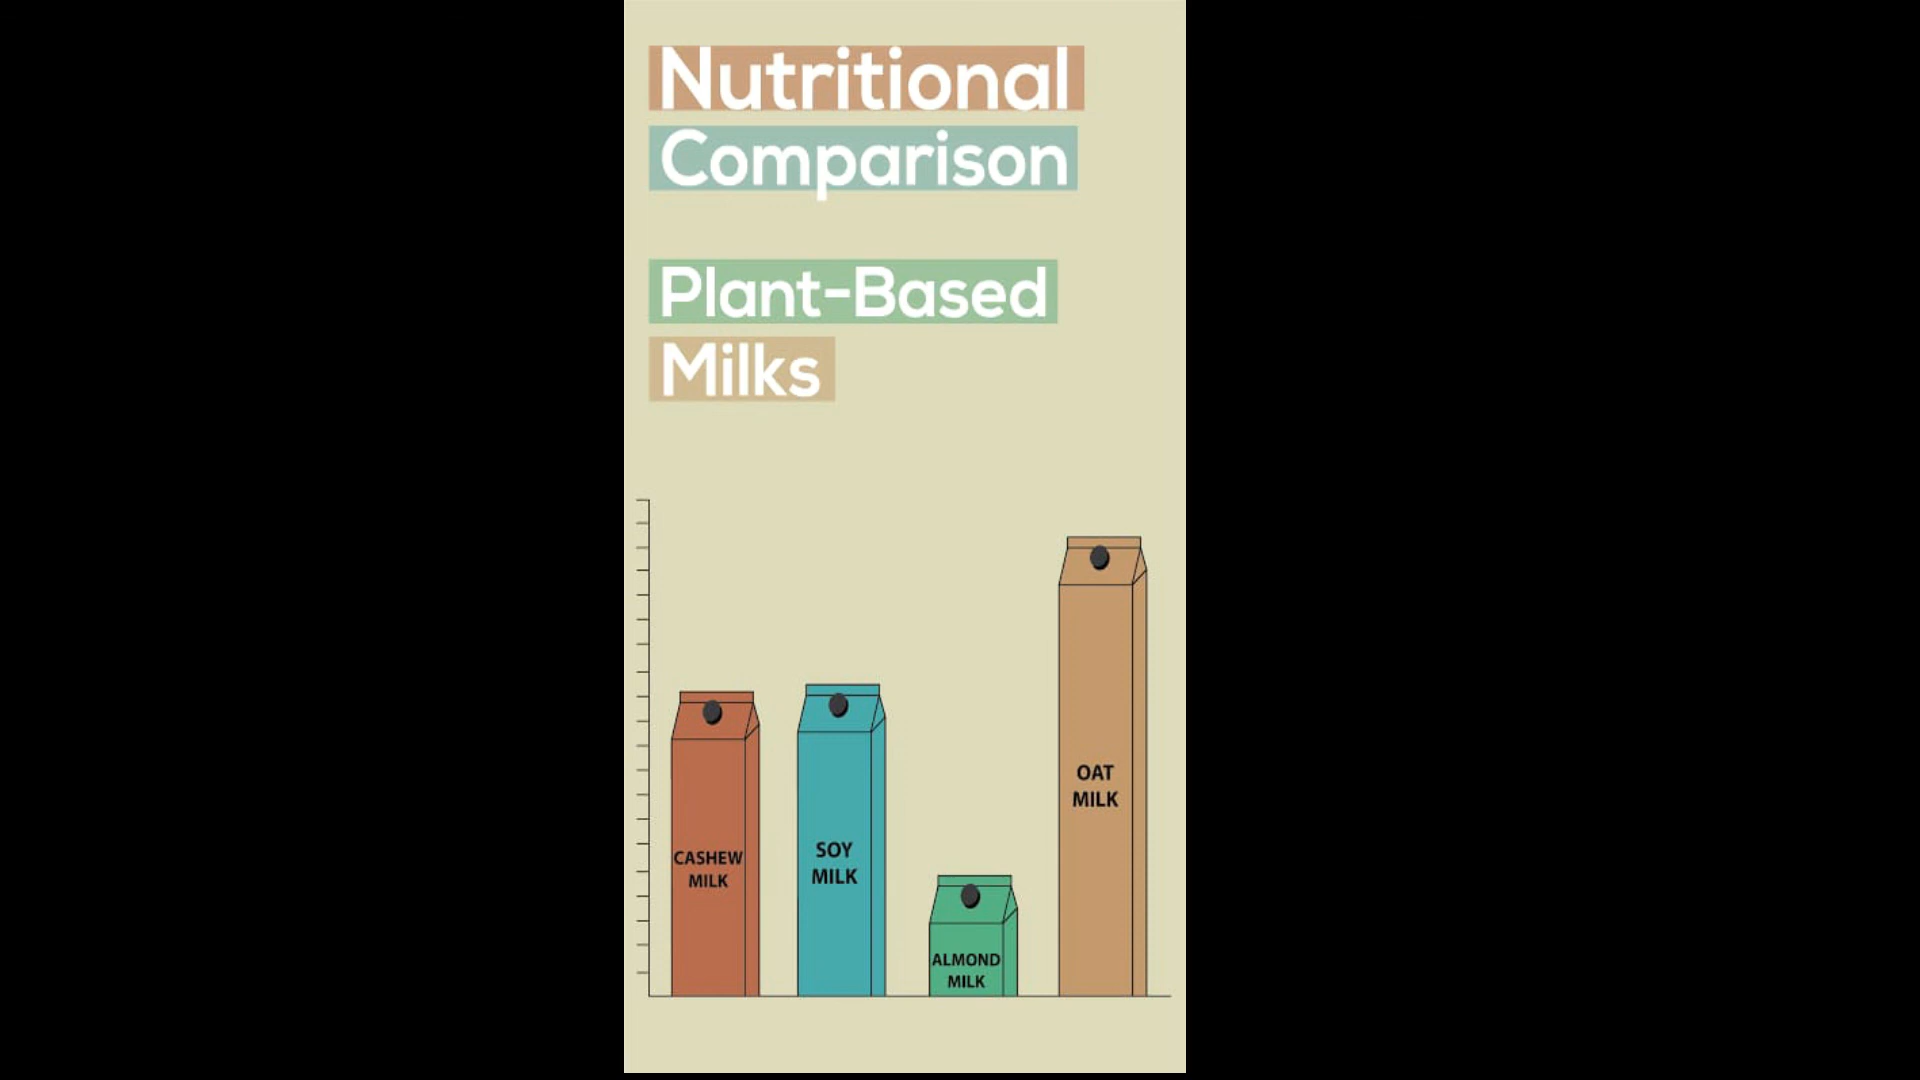 Nutritional
Comparison
Plant-Based
Milks
CASHEW
MILK
SOY
MILK
ALMOND
MILK
OAT
MILK